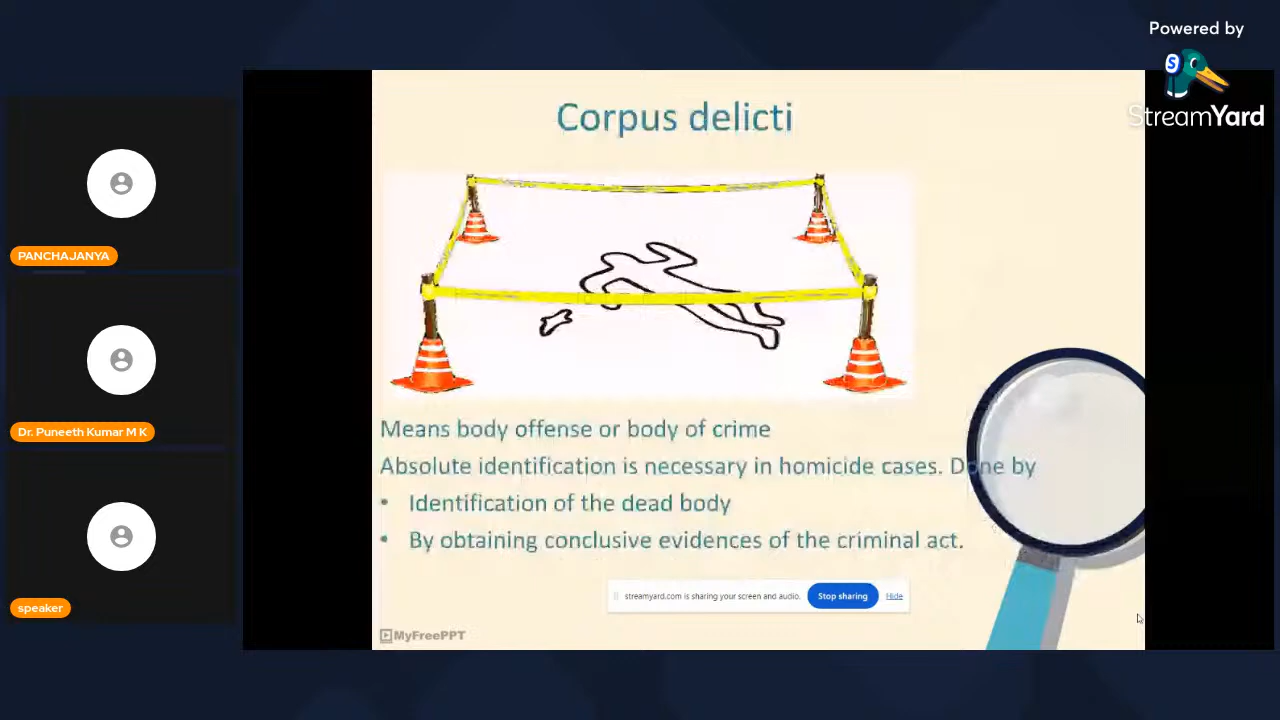 Powered by
StreamYard
PANCHAJANYA
Dr. Puneeth Kumar M K
speaker
Corpus delicti
Means body offense or body of crime
Absolute identification is necessary in homicide cases. Done by
• Identification of the dead body
• By obtaining conclusive evidences of the criminal act.
streamyard.com is sharing your screen and audio. Stop sharing Hide
MyFreePPT